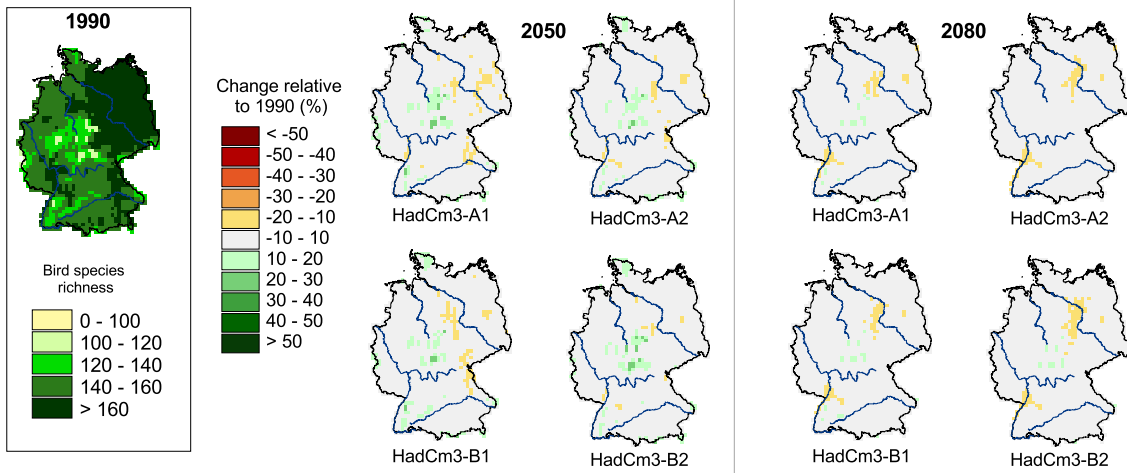 1990
Bird species
richness
0 - 100
100 - 120
120 - 140
140 - 160
> 160
Change relative
to 1990 (%)
< -50
-50 - -40
-40 - -30
-30 - -20
-20 - -10
-10 - 10
10 - 20
20 - 30
30 - 40
40 - 50
> 50
2050
HadCm3-A1
HadCm3-A2
HadCm3-B1
HadCm3-B2
2080
HadCm3-A1
HadCm3-A2
HadCm3-B1
HadCm3-B2